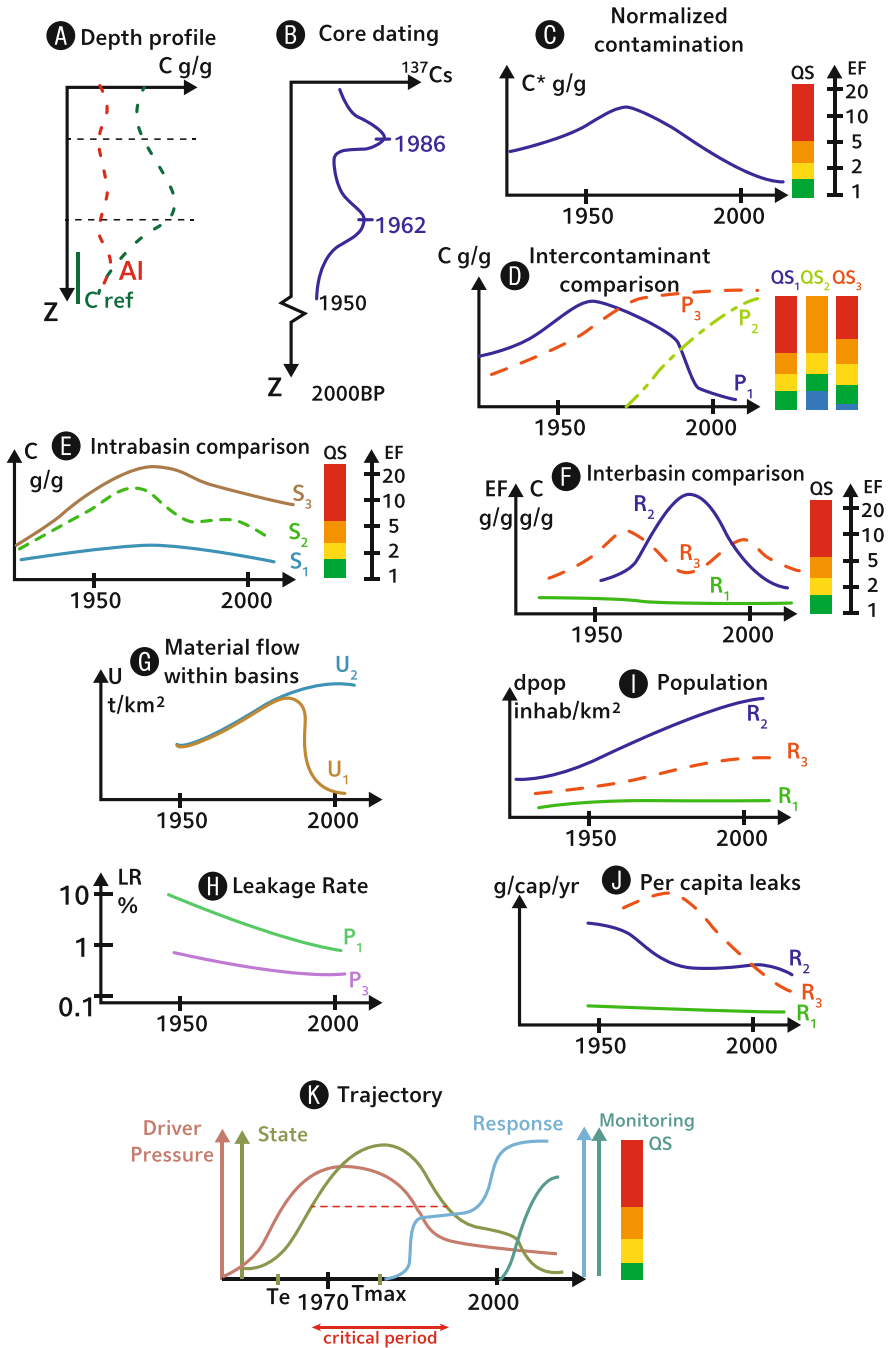 A Depth profile
C g/g
Al
C ref
Z
B Core dating
137Cs
1986
1962
1950
Z
2000BP
C Normalized
contamination
C* g/g
QS
EF
20
10
5
2
1
1950
2000
D Intercontaminant
comparison
C g/g
P3
P2
P1
QS1
QS2
QS3
1950
2000
E Intrabasin comparison
C
g/g
S3
S2
S1
QS
EF
20
10
5
2
1
1950
2000
F Interbasin comparison
EF
g/g
C
g/g
R2
R3
R1
QS
EF
20
10
5
2
1
1950
2000
G Material flow
within basins
U
t/km2
U2
U1
1950
2000
I Population
dpop
inhab/km2
R2
R3
R1
1950
2000
H Leakage Rate
LR
%
10
1
0.1
P1
P3
1950
2000
J Per capita leaks
g/cap/yr
R2
R3
R1
1950
2000
K Trajectory
Driver
Pressure
State
Response
Monitoring
QS
Te
1970
Tmax
2000
critical period